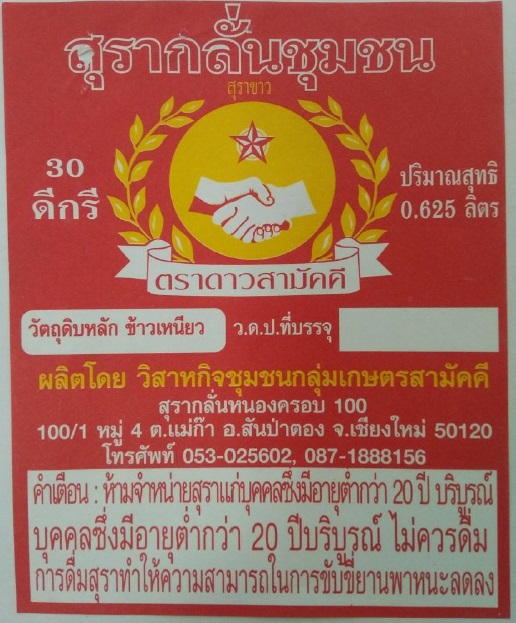 สุรากลั่นชุมชน
สุราขาว
30
ดีกรี
ปริมาณสุทธิ
0.625 ลิตร
ตราดาวสามัคคี
วัตถุดิบหลัก ข้าวเหนียว ว.ด.ป.ที่บรรจุ
ผลิตโดย วิสาหกิจชุมชนกลุ่มเกษตรสามัคคี
สุรากลั่นหนองครอบ 100
100/1 หมู่ 4 ต.แม่ก๊า อ.สันป่าตอง จ.เชียงใหม่ 50120
โทรศัพท์ 053-025602, 087-1888156
คำเตือน : ห้ามจำหน่ายสุราแก่บุคคลซึ่งมีอายุต่ำกว่า 20 ปี บริบูรณ์
บุคคลซึ่งมีอายุต่ำกว่า 20 ปีบริบูรณ์ ไม่ควรดื่ม
การดื่มสุราทำให้ความสามารถในการขับขี่ยานพาหนะลดลง